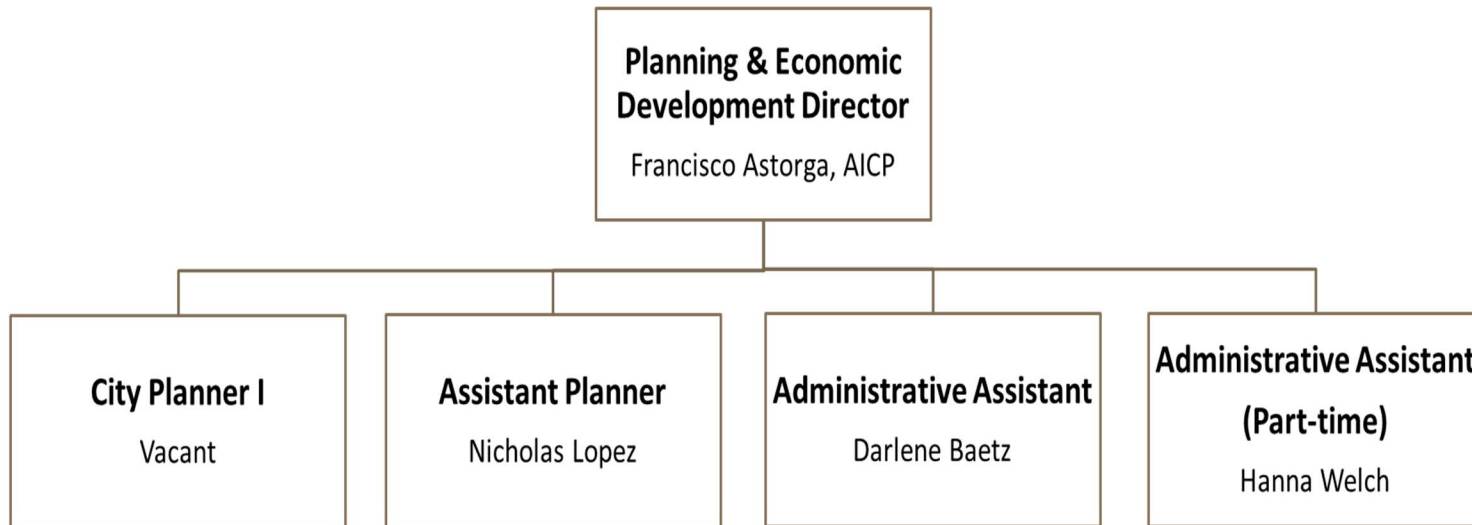 Planning & Economic
Development Director
Francisco Astorga, AICP
City Planner I
Vacant
Assistant Planner
Nicholas Lopez
Administrative Assistant
Darlene Baetz
Administrative Assistant
(Part-time)
Hanna Welch